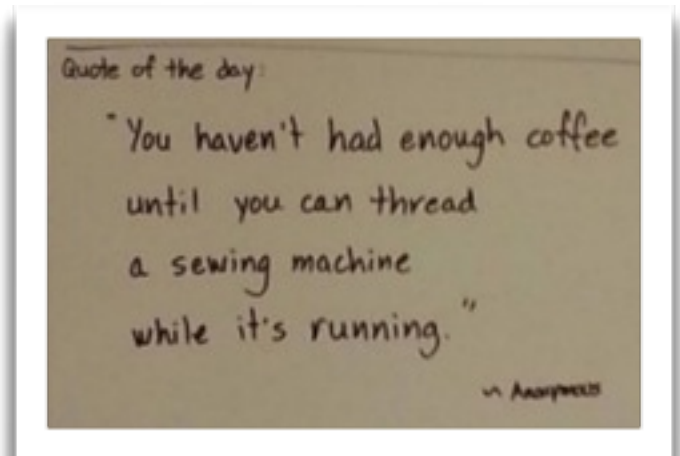 Quote of the day:
"You haven't had enough coffee
until you can thread
a sewing machine
while it's running."
~ Anonymous